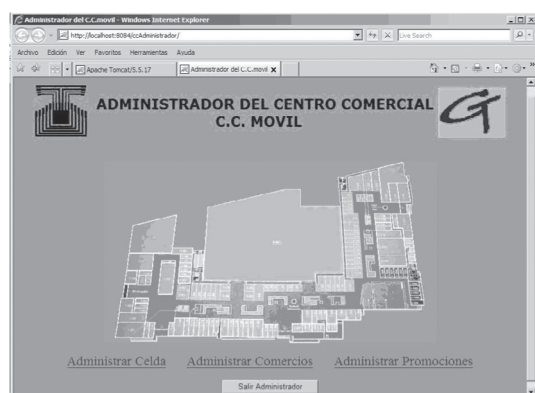 Administrador del C.C.movil - Windows Internet Explorer
http://localhost:8084/ccAdministrador/
Live Search
Archivo Edición Ver Favoritos Herramientas Ayuda
Apache Tomcat/5.5.17
Administrador del C.C.movil
ADMINISTRADOR DEL CENTRO COMERCIAL
C.C. MOVIL
Administrar Celda Administrar Comercios Administrar Promociones
Salir Administrador